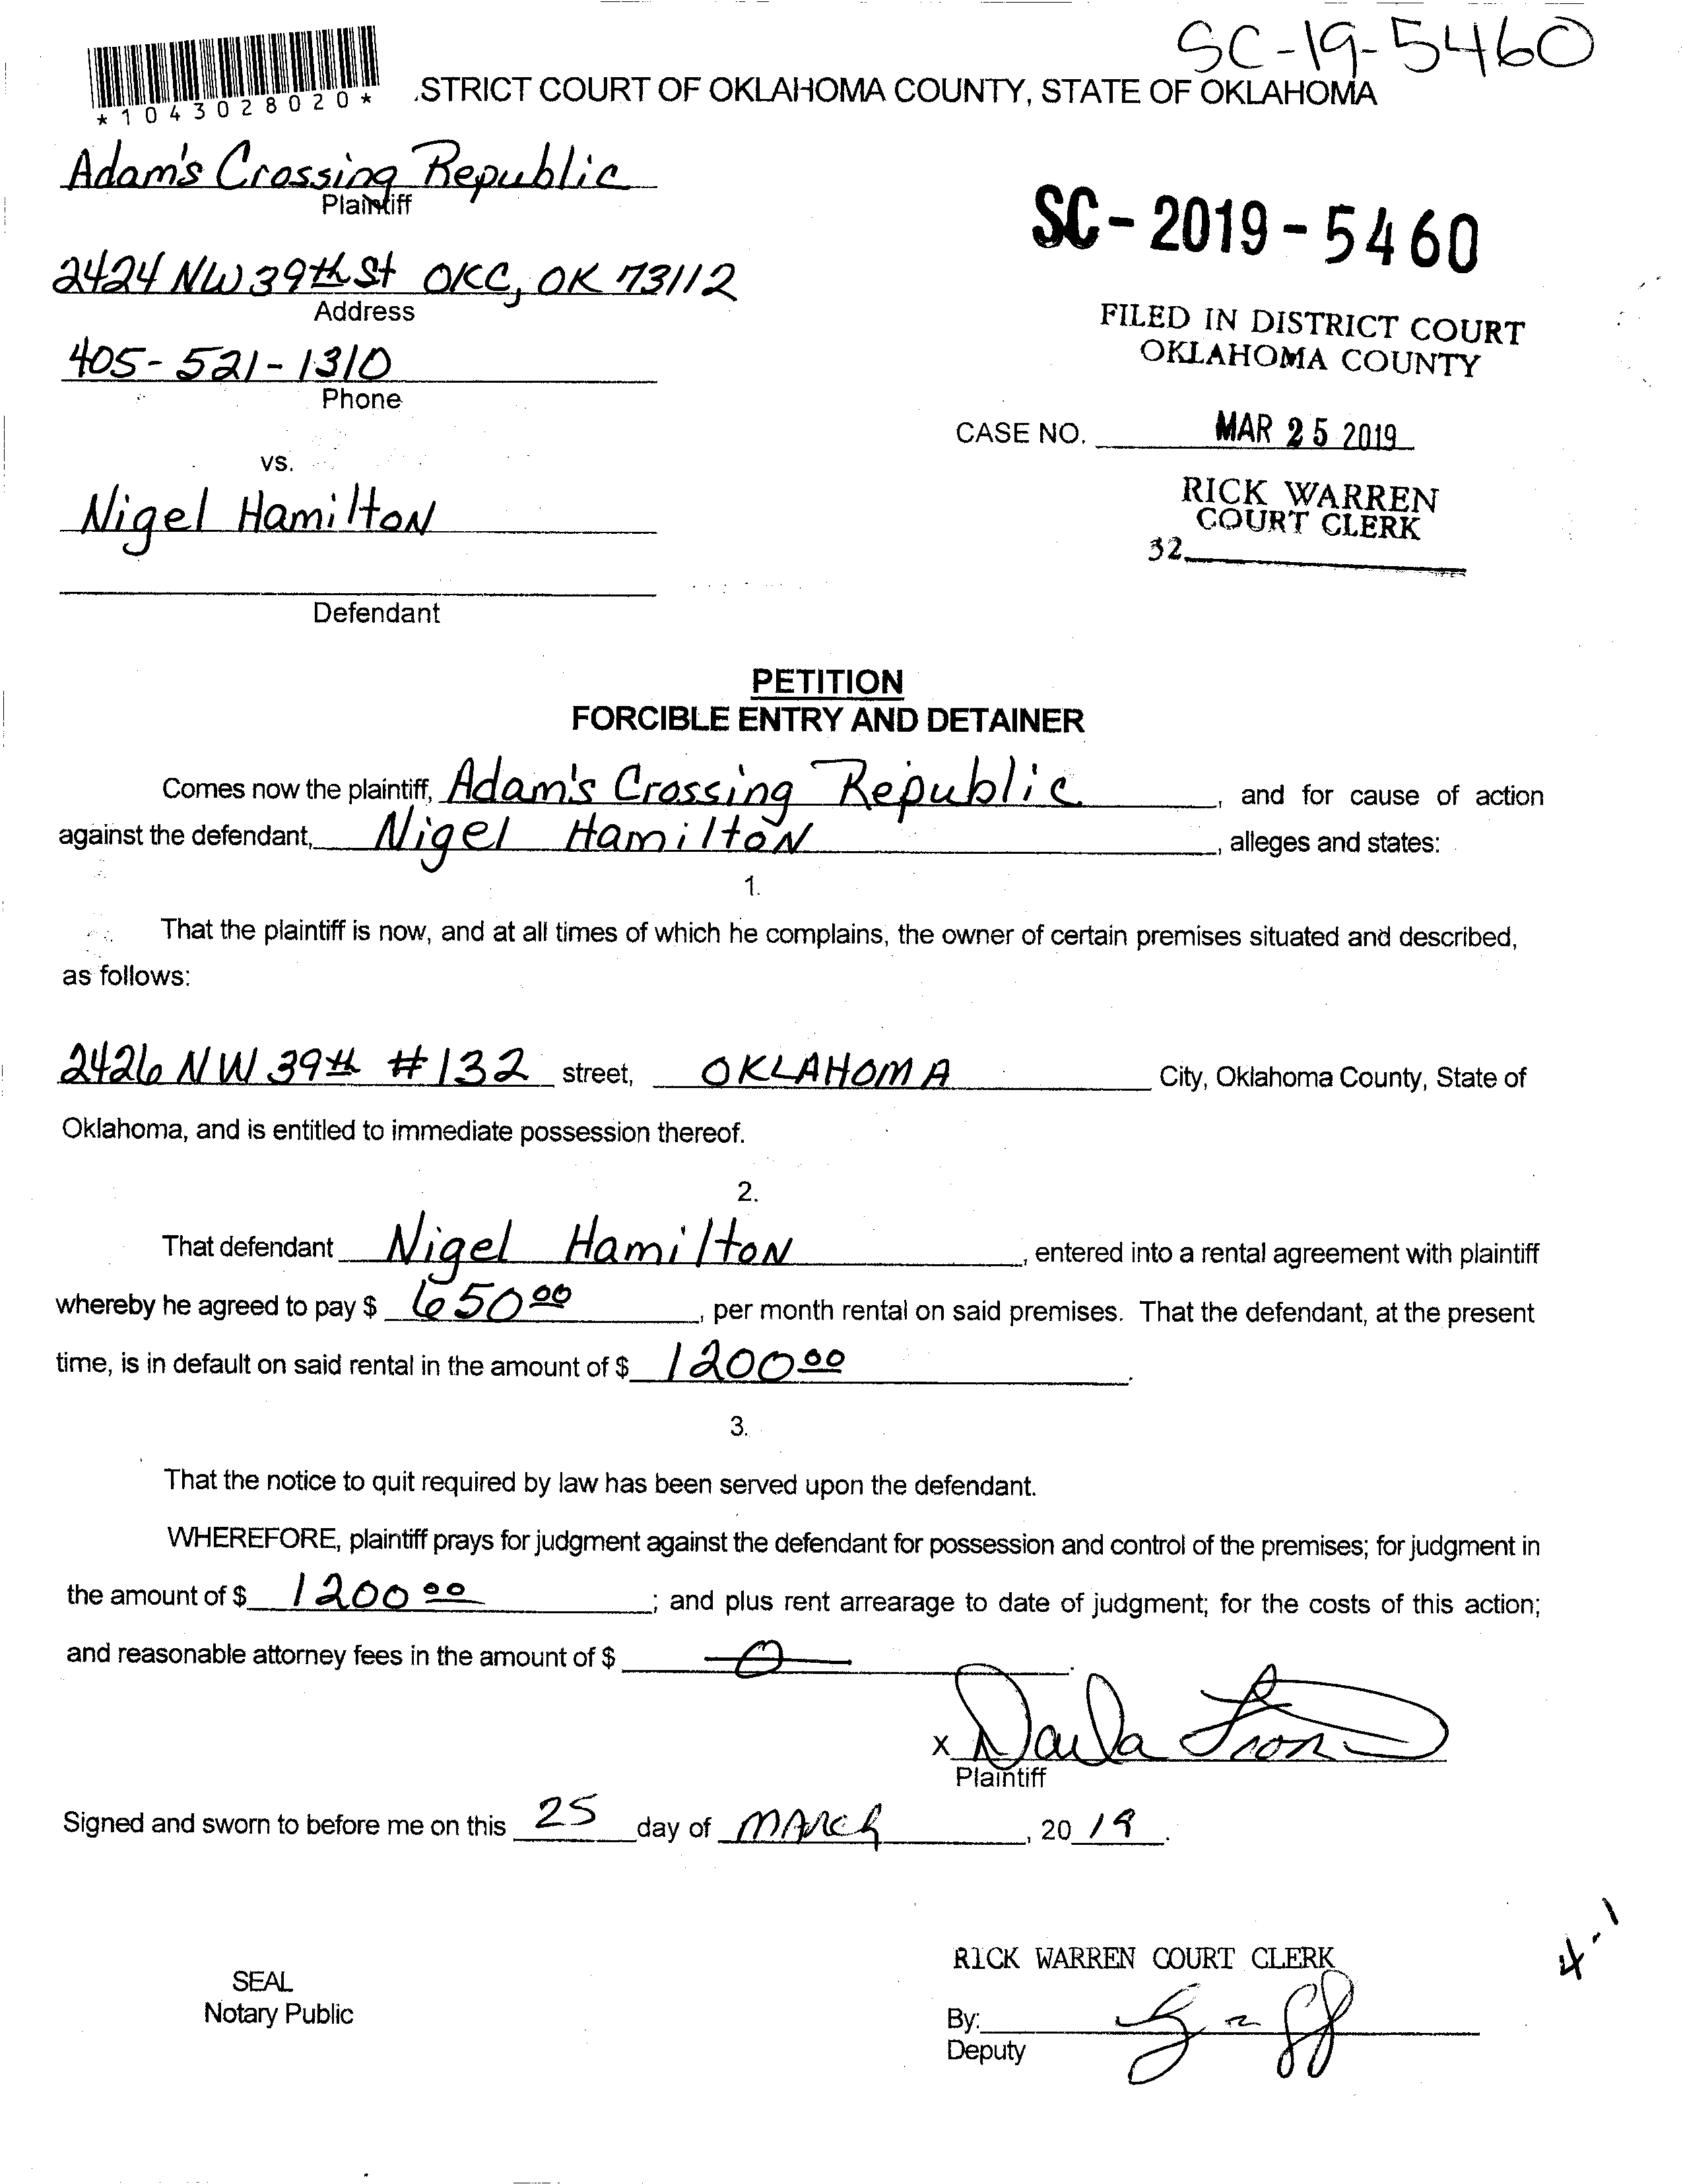 SC-19-5460
*1043028020*
.STRICT COURT OF OKLAHOMA COUNTY, STATE OF OKLAHOMA
Adam's Crossing Republic
Plaintiff
SC-2019-5460
2424 NW 39th St OKC, OK 73112
Address
FILED IN DISTRICT COURT
OKLAHOMA COUNTY
405-521-1310
Phone
CASE NO. MAR 25 2019
vs.
RICK WARREN
COURT CLERK
32
Nigel Hamilton
Defendant
PETITION
FORCIBLE ENTRY AND DETAINER
Comes now the plaintiff, Adam's Crossing Republic, and for cause of action
against the defendant, Nigel Hamilton, alleges and states:
1.
That the plaintiff is now, and at all times of which he complains, the owner of certain premises situated and described,
as follows:
2426 NW 39th #132 street, OKLAHOMA City, Oklahoma County, State of
Oklahoma, and is entitled to immediate possession thereof.
2.
That defendant Nigel Hamilton, entered into a rental agreement with plaintiff
whereby he agreed to pay $ 650 00, per month rental on said premises. That the defendant, at the present
time, is in default on said rental in the amount of $ 1200 00.
3.
That the notice to quit required by law has been served upon the defendant.
WHEREFORE, plaintiff prays for judgment against the defendant for possession and control of the premises; for judgment in
the amount of $ 1200 00; and plus rent arrearage to date of judgment; for the costs of this action;
and reasonable attorney fees in the amount of $ 0.
X Darla
Plaintiff
Signed and sworn to before me on this 25 day of MARCH, 20 19.
4-1
RICK WARREN COURT CLERK
SEAL
Notary Public
By:
Deputy